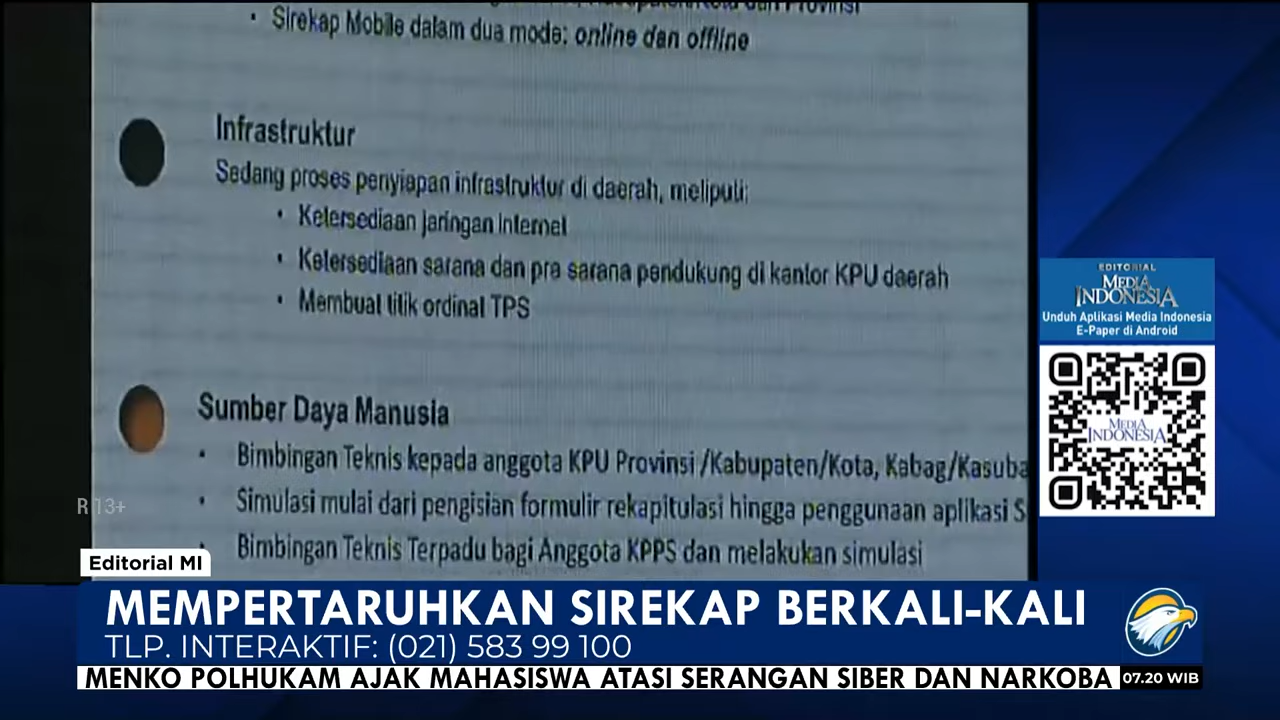 Sirekap Mobile dalam dua mode: online dan offline
Infrastruktur
Sedang proses penyiapan infrastruktur di daerah, meliputi:
Ketersediaan jaringan internet
Ketersediaan sarana dan pra sarana pendukung di kantor KPU daerah
Membuat titik ordinal TPS
Sumber Daya Manusia
Bimbingan Teknis kepada anggota KPU Provinsi /Kabupaten/Kota, Kabag/Kasuba
Simulasi mulai dari pengisian formulir rekapitulasi hingga penggunaan aplikasi S
Bimbingan Teknis Terpadu bagi Anggota KPPS dan melakukan simulasi
EDITORIAL
MEDIA
INDONESIA
Unduh Aplikasi Media Indonesia
E-Paper di Android
MEDIA
INDONESIA
R 13+
Editorial MI
MEMPERTARUHKAN SIREKAP BERKALI-KALI
TLP. INTERAKTIF: (021) 583 99 100
MENKO POLHUKAM AJAK MAHASISWA ATASI SERANGAN SIBER DAN NARKOBA
07.20 WIB